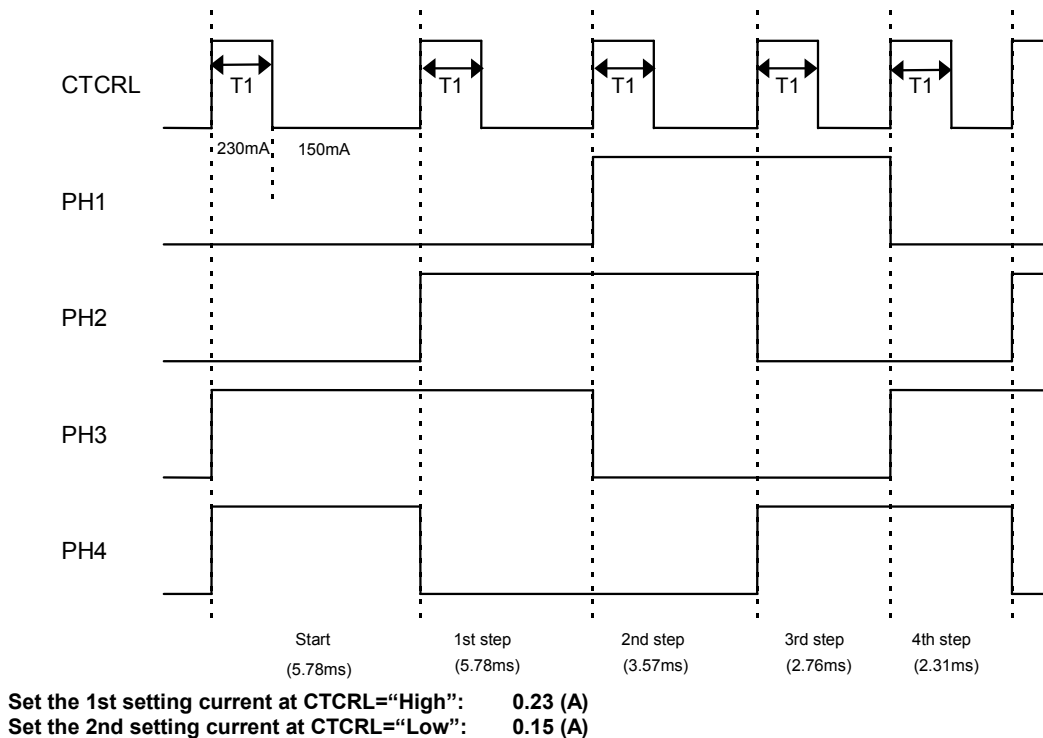 CTCRL
T1 T1 T1 T1 T1
230mA 150mA
PH1
PH2
PH3
PH4
Start 1st step 2nd step 3rd step 4th step
(5.78ms) (5.78ms) (3.57ms) (2.76ms) (2.31ms)
Set the 1st setting current at CTCRL=“High”: 0.23 (A)
Set the 2nd setting current at CTCRL=“Low”: 0.15 (A)